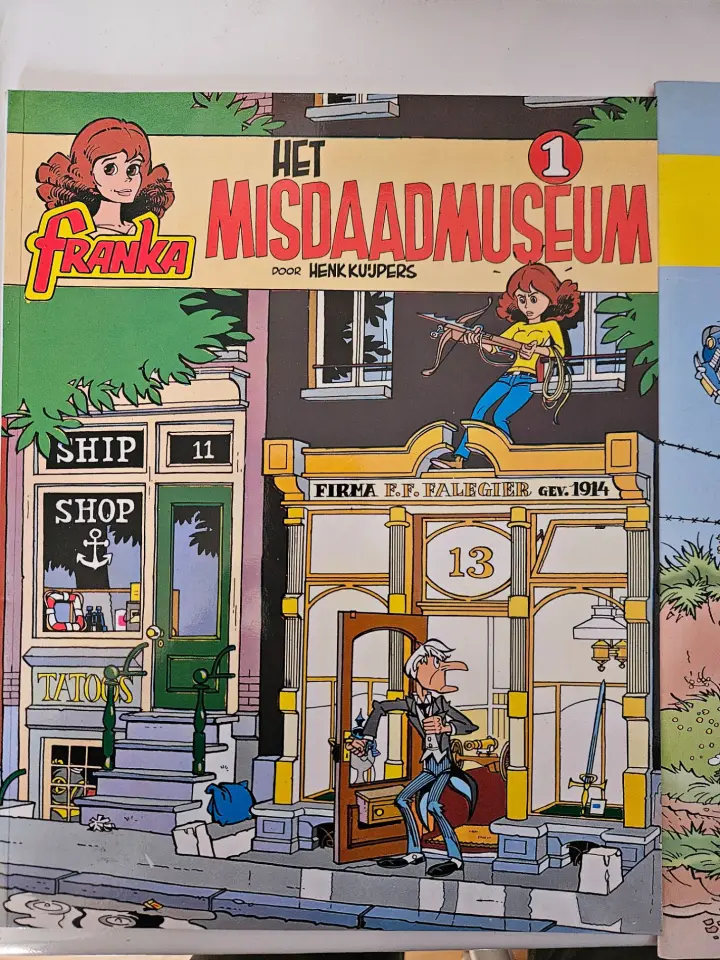 HET
1
MISDAADMUSEUM
FRANKA
DOOR HENK KUIJPERS
SHIP
11
SHOP
FIRMA F.F. FALEGIER GEV. 1914
13
TATOOS